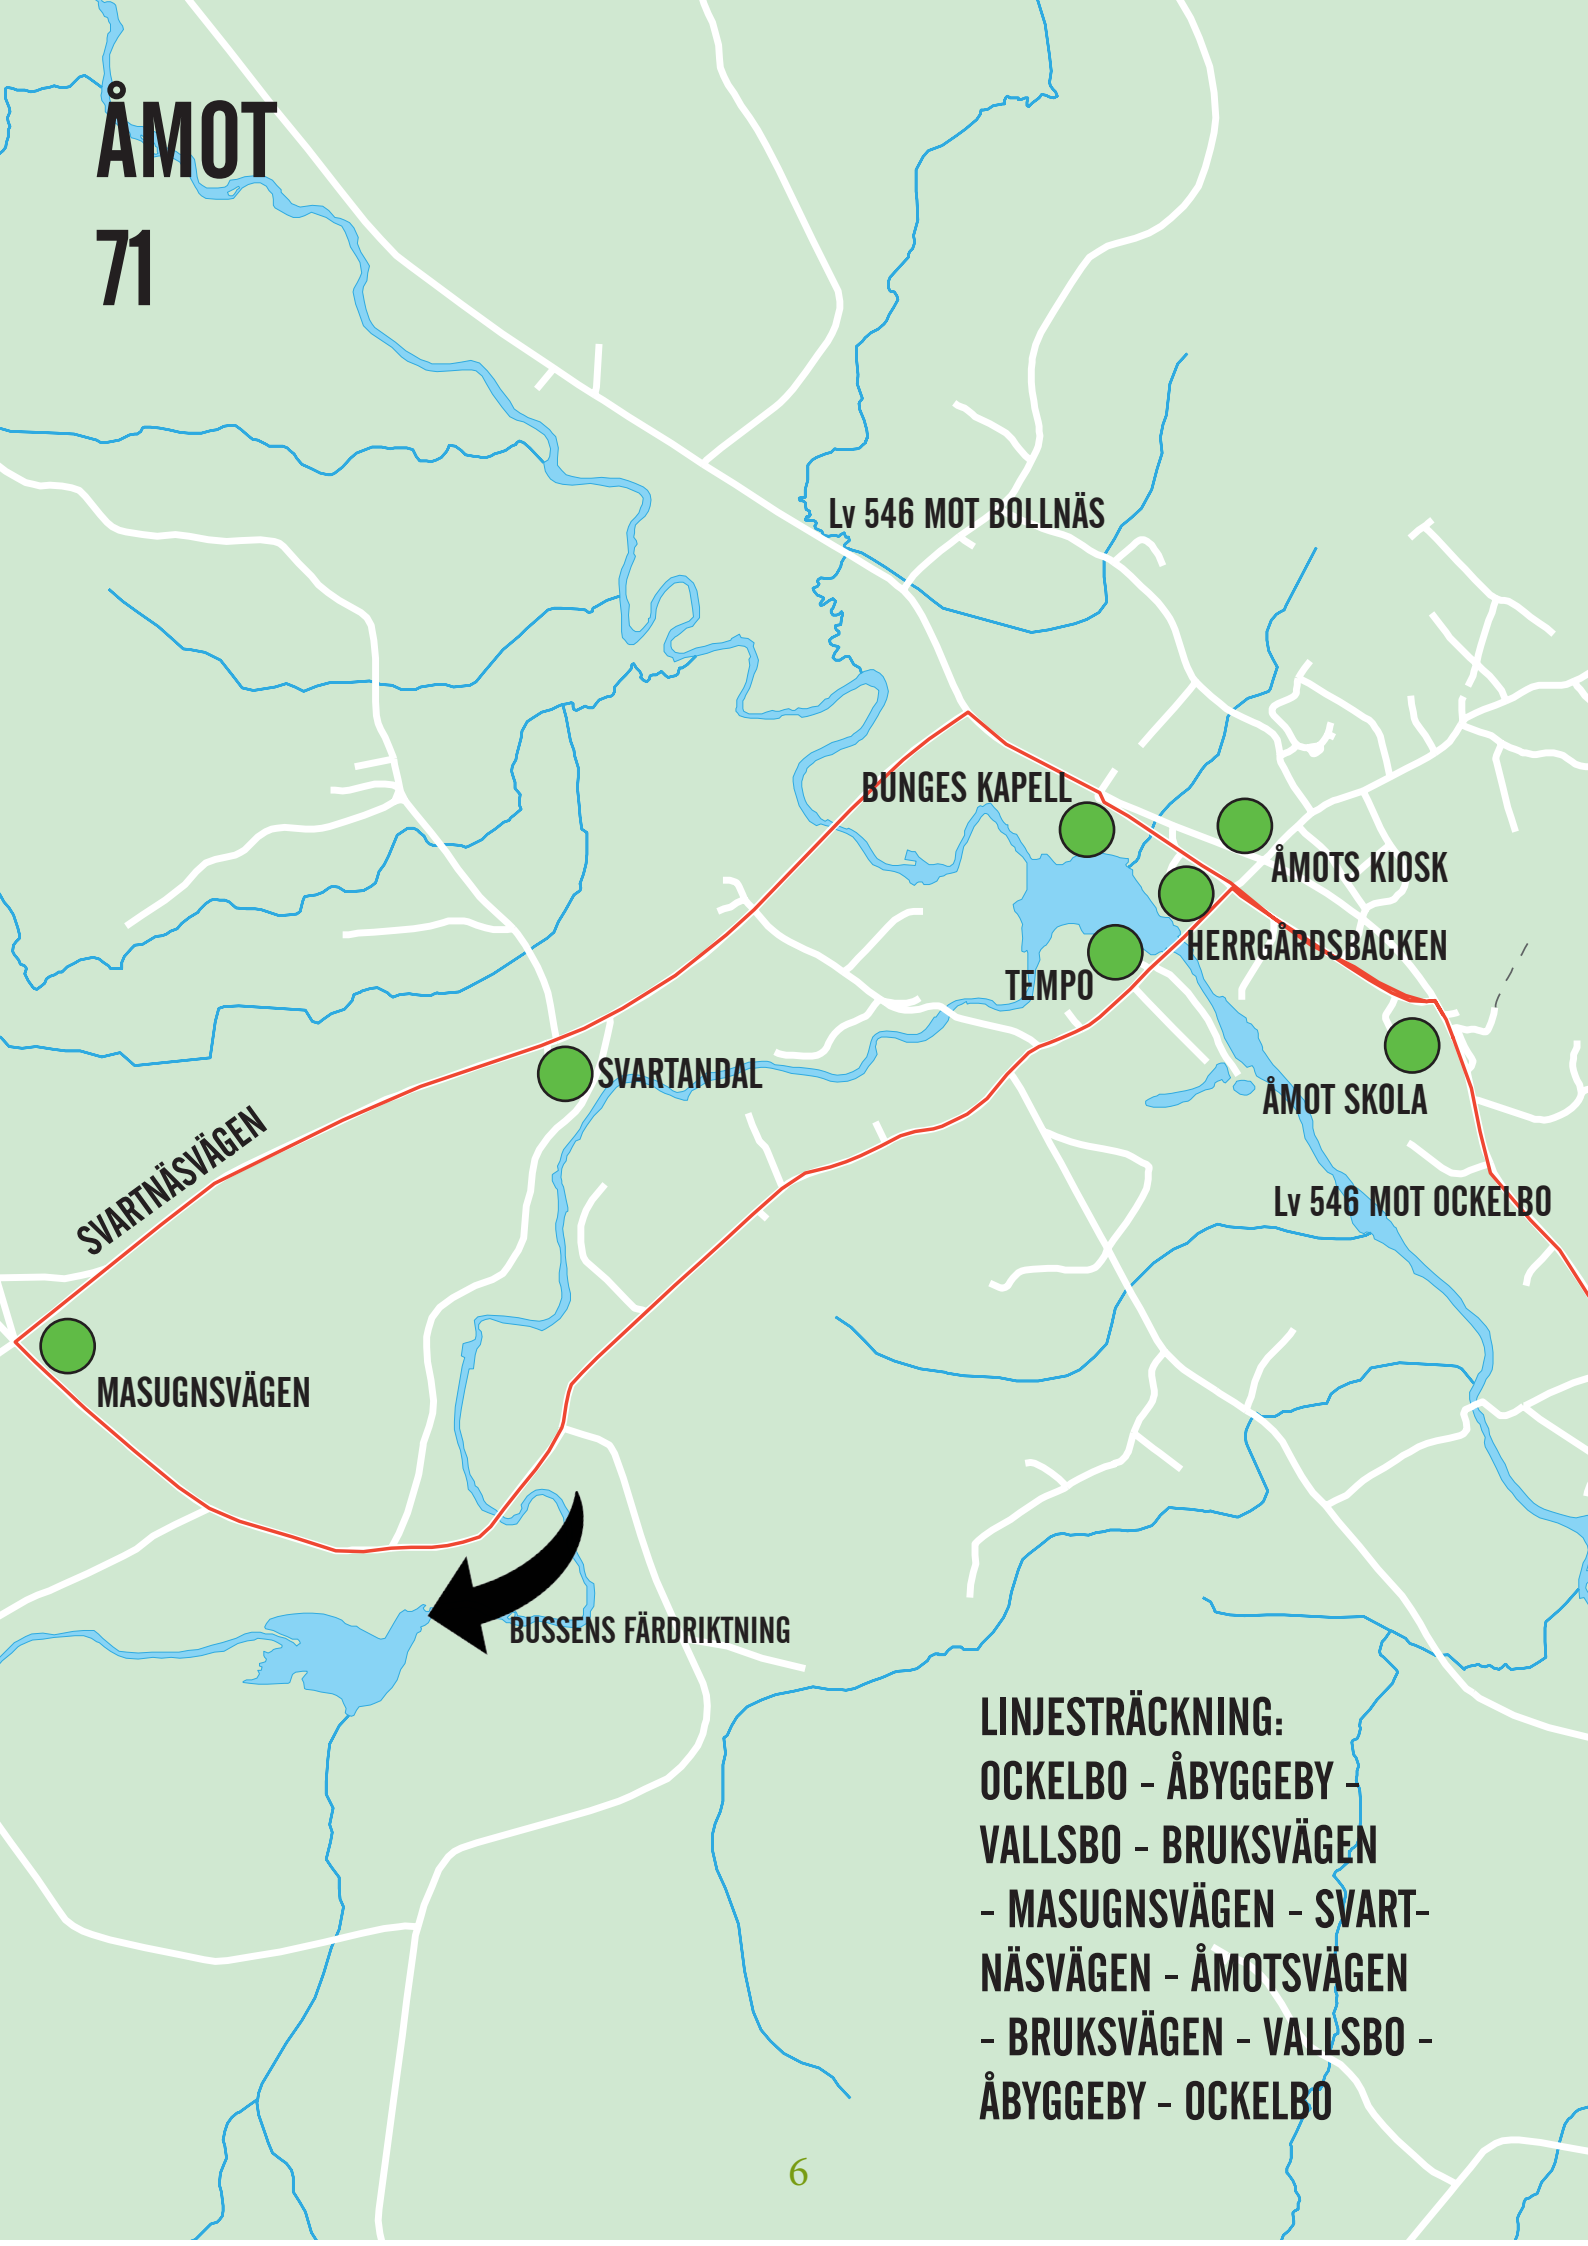 ÅMOT
71
Lv 546 MOT BOLLNÄS
BUNGES KAPELL
ÅMOTS KIOSK
HERRGÅRDSBACKEN
TEMPO
SVARTANDAL
ÅMOT SKOLA
SVARTNÄSVÄGEN
Lv 546 MOT OCKELBO
MASUGNSVÄGEN
BUSSENS FÄRDRIKTNING
LINJESTRÄCKNING:
OCKELBO - ÅBYGGEBY -
VALLSBO - BRUKSVÄGEN
- MASUGNSVÄGEN - SVART-
NÄSVÄGEN - ÅMOTSVÄGEN
- BRUKSVÄGEN - VALLSBO -
ÅBYGGEBY - OCKELBO
6